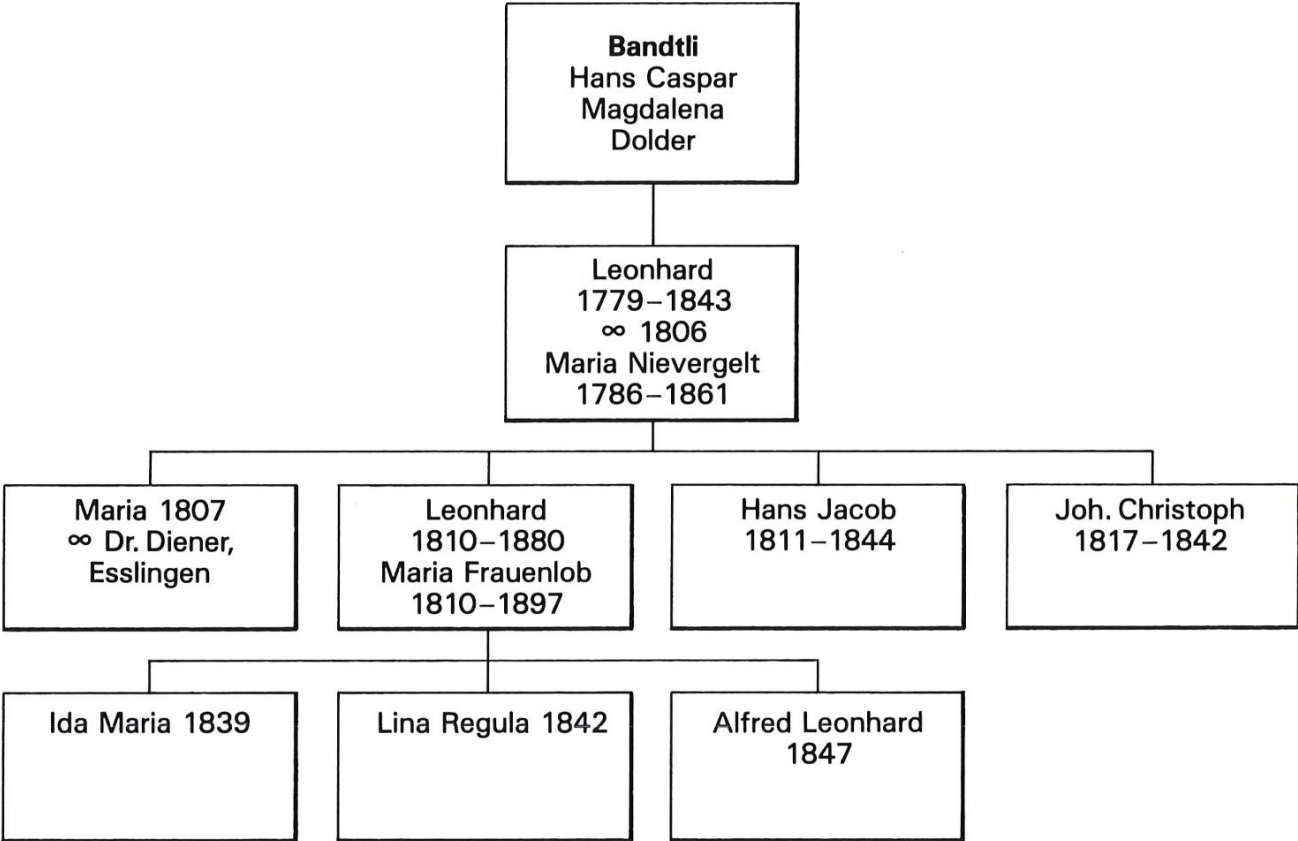 Bandtli
Hans Caspar
Magdalena
Dolder
Leonhard
1779–1843
∞ 1806
Maria Nievergelt
1786–1861
Maria 1807
∞ Dr. Diener,
Esslingen
Leonhard
1810–1880
Maria Frauenlob
1810–1897
Hans Jacob
1811–1844
Joh. Christoph
1817–1842
Ida Maria 1839
Lina Regula 1842
Alfred Leonhard
1847